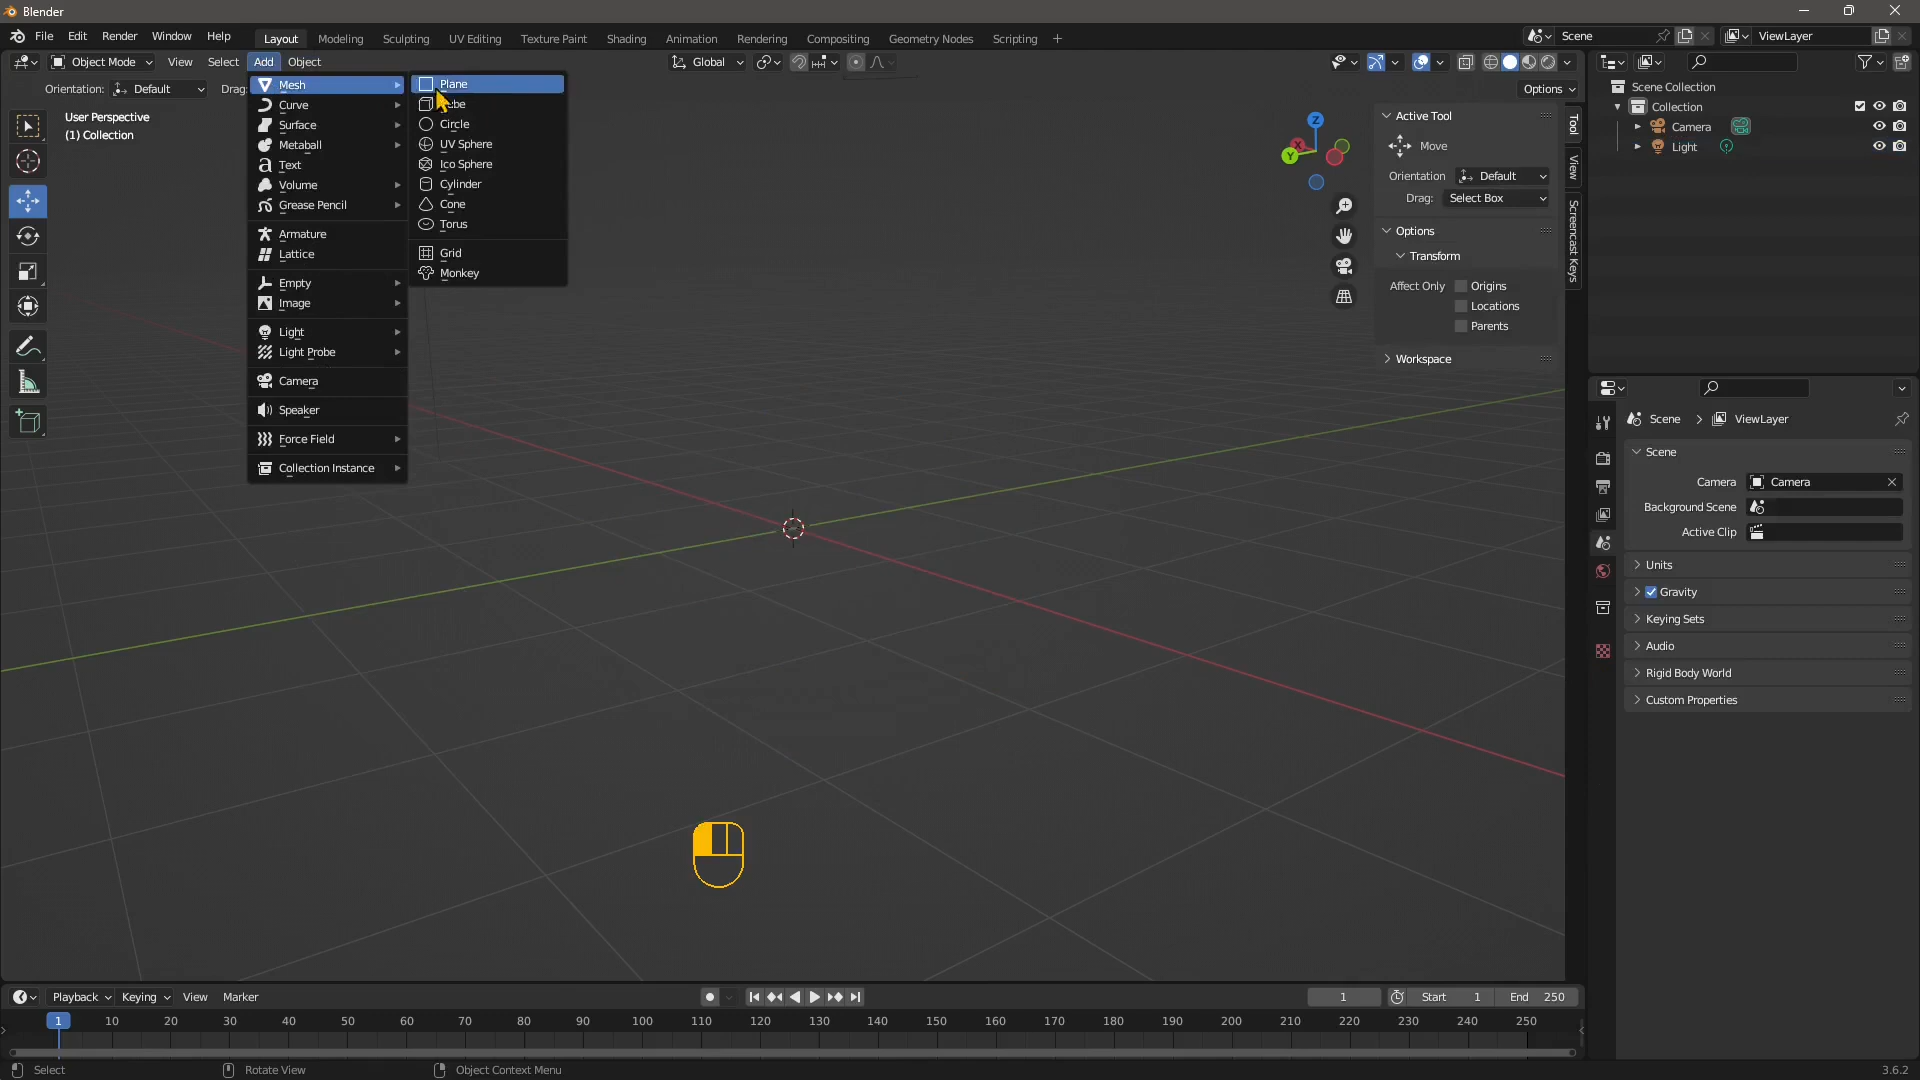 Blender
File Edit Render Window Help Layout Modeling Sculpting UV Editing Texture Paint Shading Animation Rendering Compositing Geometry Nodes Scripting + Scene ViewLayer
Object Mode View Select Add Object Global
Orientation: Default Drag: Options
User Perspective
(1) Collection
Mesh
Curve
Surface
Metaball
Text
Volume
Grease Pencil
Armature
Lattice
Empty
Image
Light
Light Probe
Camera
Speaker
Force Field
Collection Instance
Plane
Circle
UV Sphere
Ico Sphere
Cylinder
Cone
Torus
Grid
Monkey
Z
X
Y
Active Tool
Move
Orientation Default
Drag: Select Box
Options
Transform
Affect Only Origins
Locations
Parents
Workspace
Tool
View
Screencast Keys
Scene Collection
Collection
Camera
Light
Scene ViewLayer
Scene
Camera Camera
Background Scene
Active Clip
Units
Gravity
Keying Sets
Audio
Rigid Body World
Custom Properties
Playback Keying View Marker 1 Start 1 End 250
1 10 20 30 40 50 60 70 80 90 100 110 120 130 140 150 160 170 180 190 200 210 220 230 240 250
Select Rotate View Object Context Menu 3.6.2